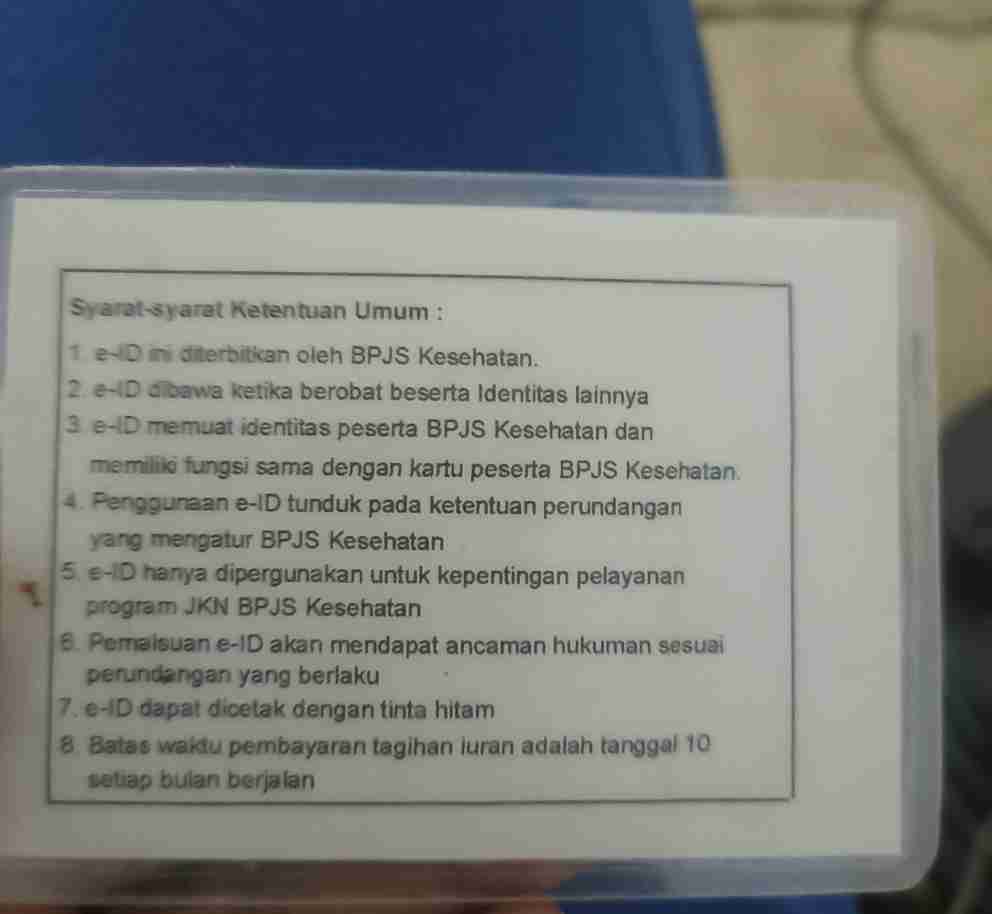 Syarat-syarat Ketentuan Umum :
1. e-ID ini diterbitkan oleh BPJS Kesehatan.
2. e-ID dibawa ketika berobat beserta Identitas lainnya
3. e-ID memuat identitas peserta BPJS Kesehatan dan
memiliki fungsi sama dengan kartu peserta BPJS Kesehatan.
4. Penggunaan e-ID tunduk pada ketentuan perundangan
yang mengatur BPJS Kesehatan
5. e-ID hanya dipergunakan untuk kepentingan pelayanan
program JKN BPJS Kesehatan
6. Pemalsuan e-ID akan mendapat ancaman hukuman sesuai
perundangan yang berlaku
7. e-ID dapat dicetak dengan tinta hitam
8. Batas waktu pembayaran tagihan iuran adalah tanggal 10
setiap bulan berjalan